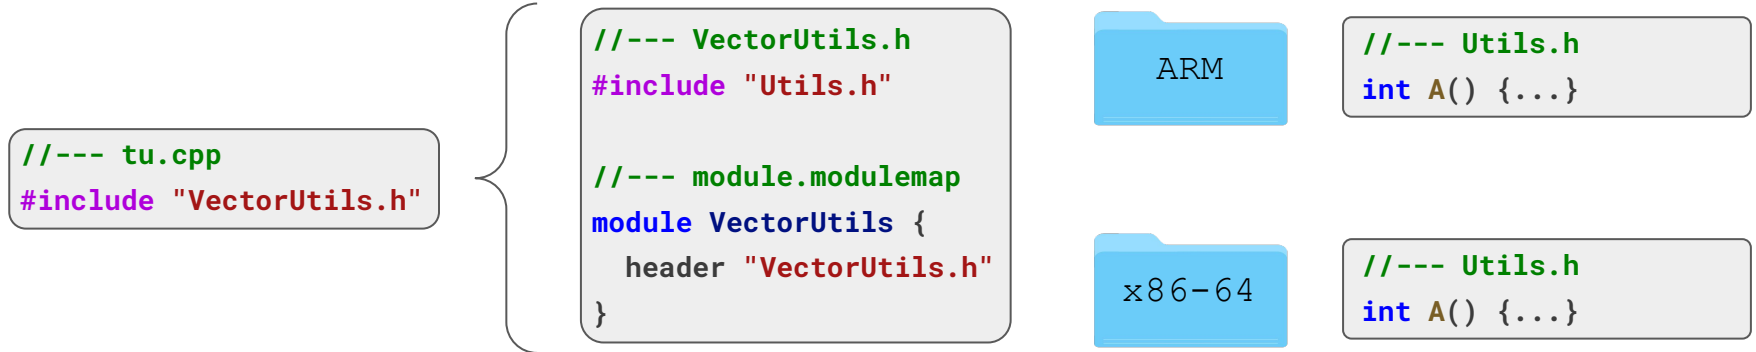 //--- tu.cpp
#include "VectorUtils.h"
//--- VectorUtils.h
#include "Utils.h"
//--- module.modulemap
module VectorUtils {
  header "VectorUtils.h"
}
ARM
//--- Utils.h
int A() {...}
x86-64
//--- Utils.h
int A() {...}